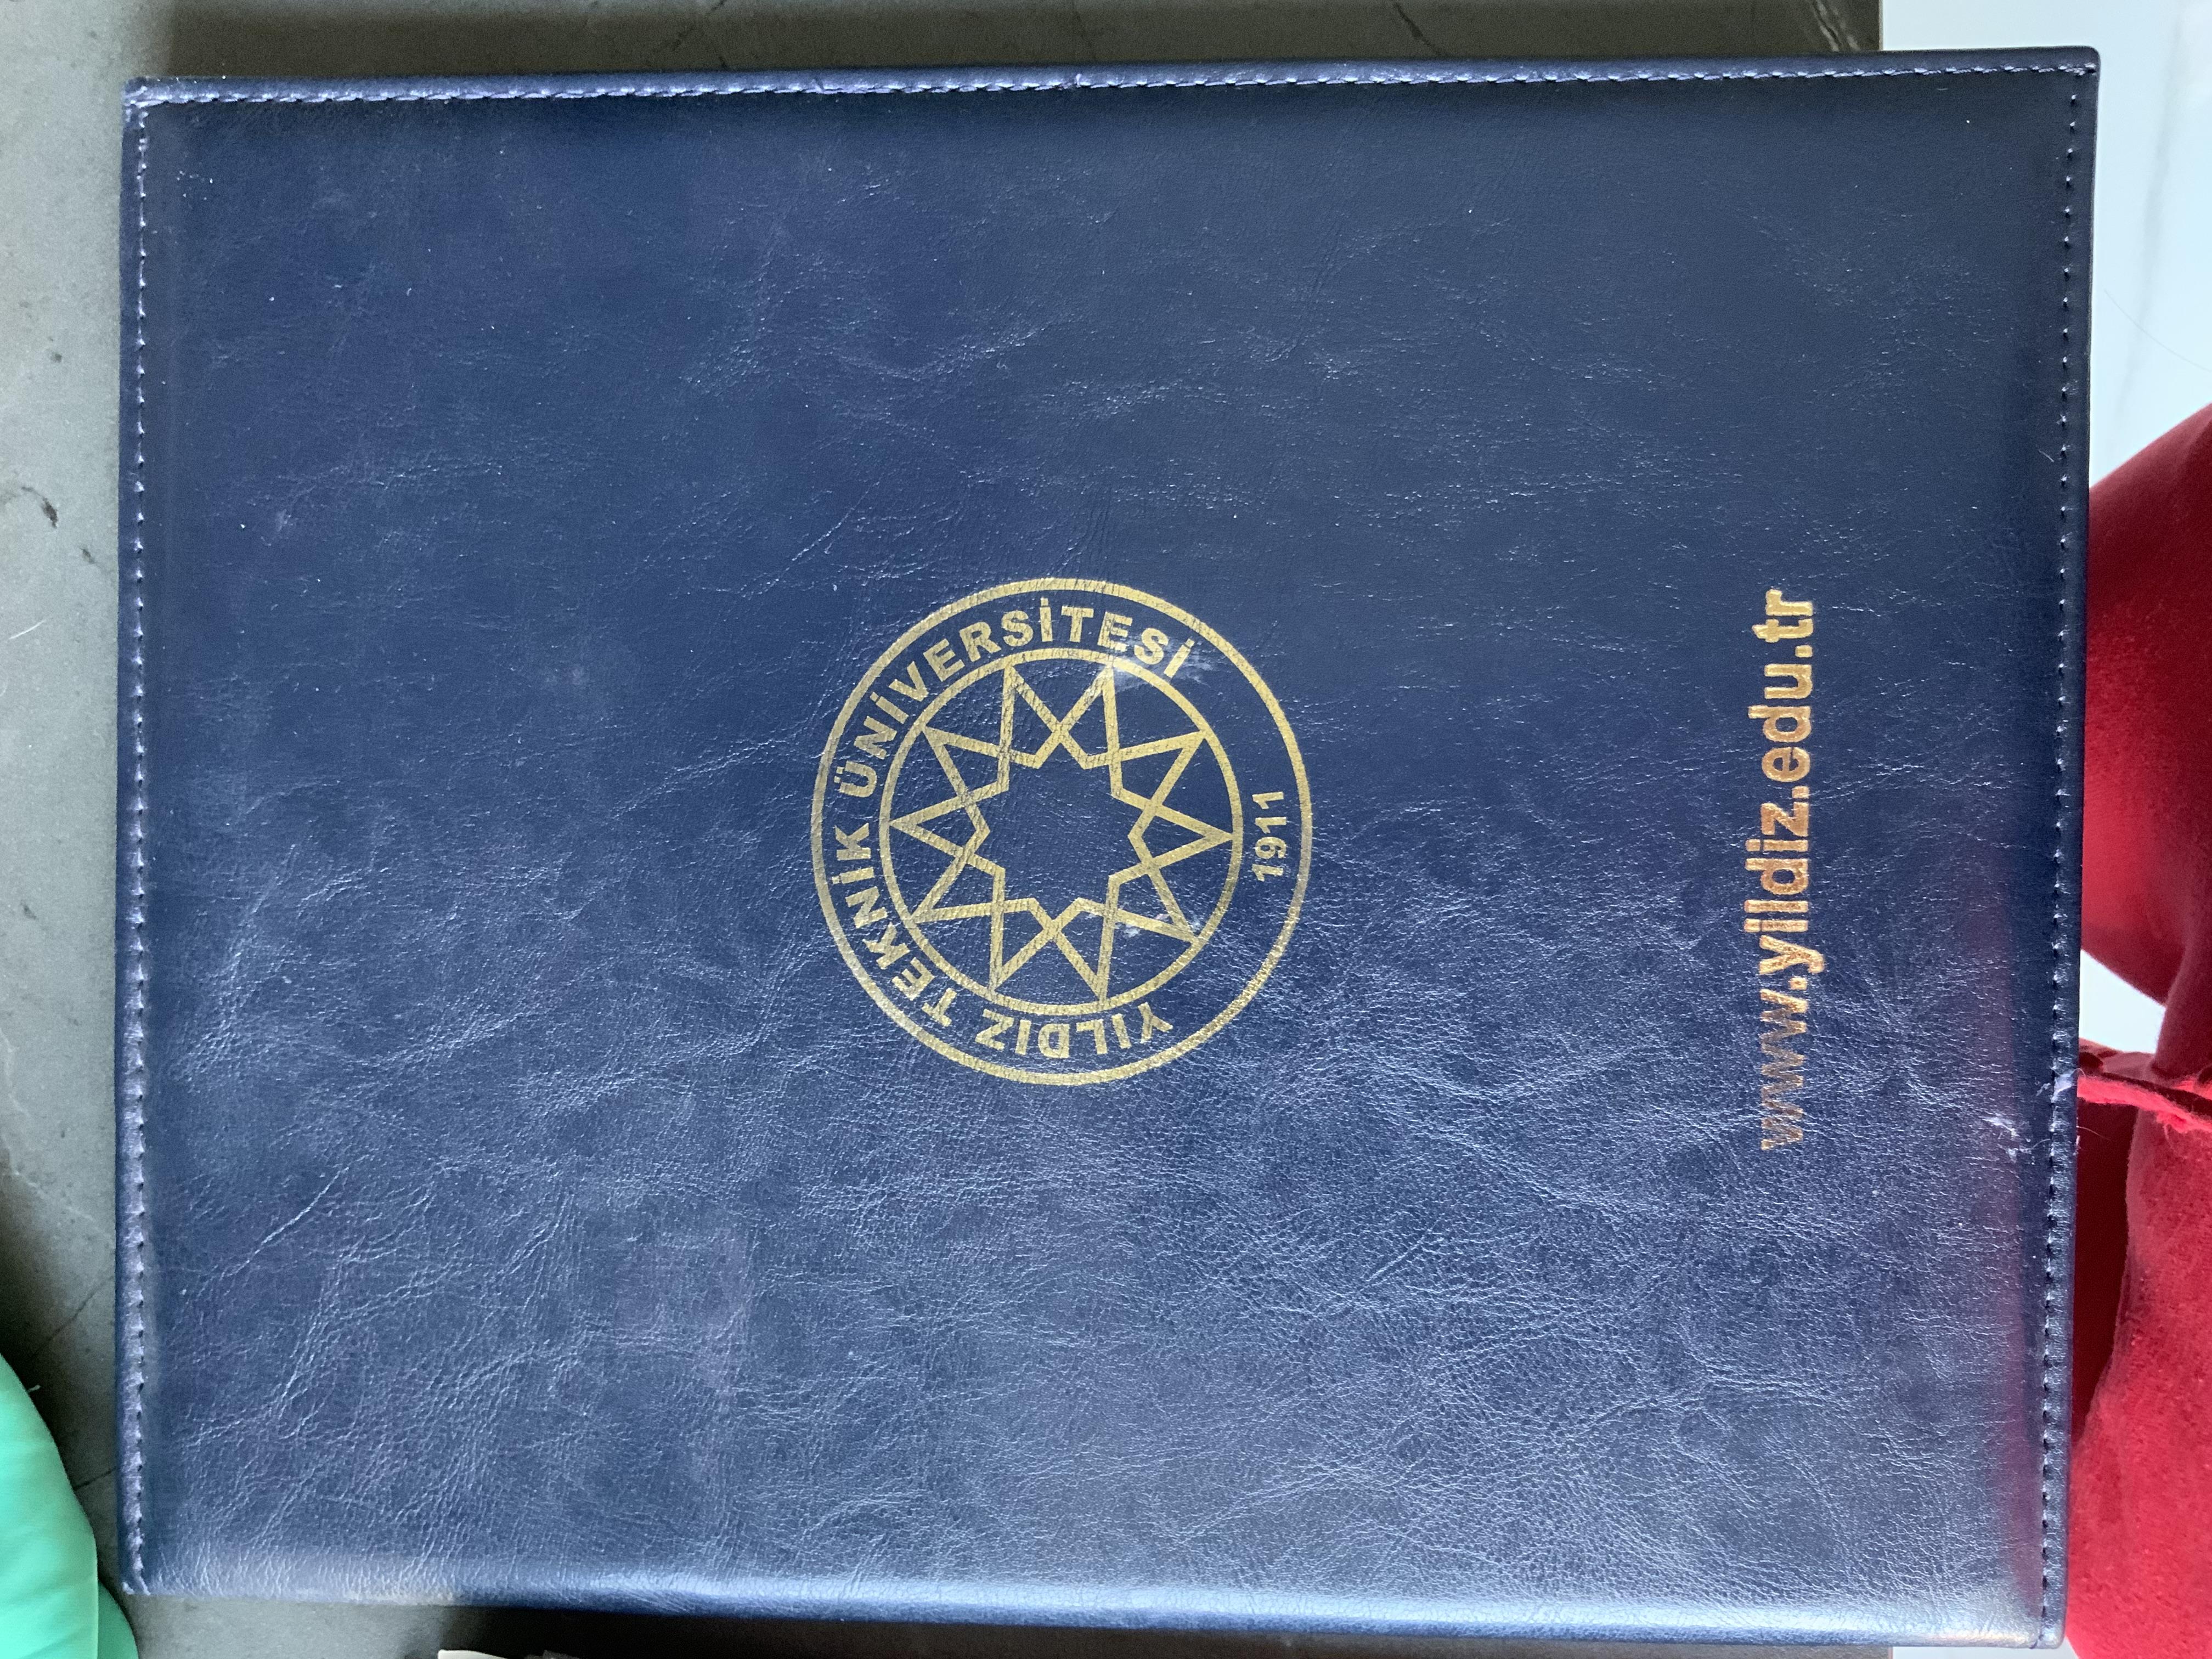 YILDIZ TEKNİK ÜNİVERSİTESİ
1911
www.yildiz.edu.tr